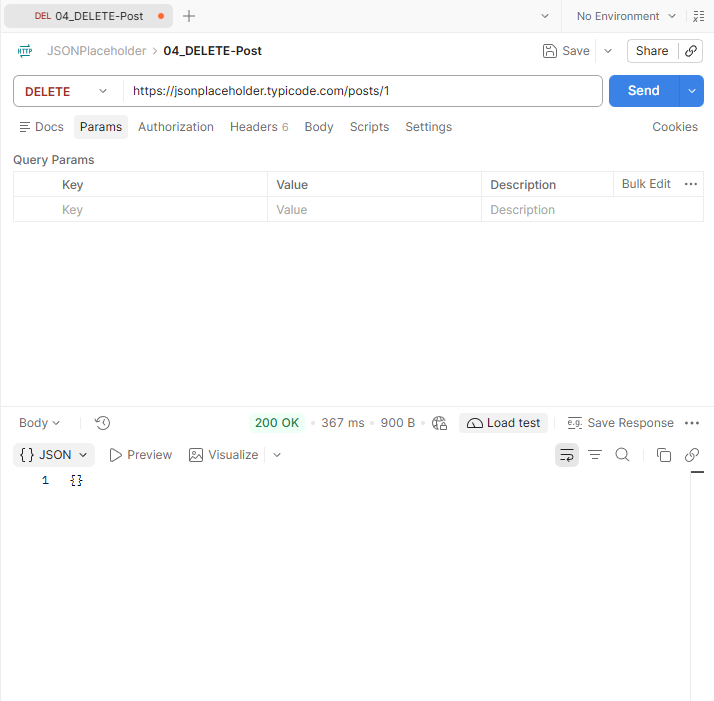 DEL 04_DELETE-Post
No Environment
HTTP JSONPlaceholder > 04_DELETE-Post Save Share
DELETE https://jsonplaceholder.typicode.com/posts/1 Send
Docs Params Authorization Headers 6 Body Scripts Settings Cookies
Query Params
Key Value Description Bulk Edit
Key Value Description
Body 200 OK 367 ms 900 B Load test e.g. Save Response
{} JSON Preview Visualize
1 {}